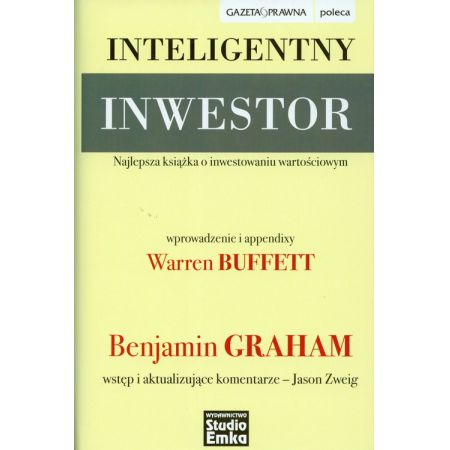 GAZETA PRAWNA poleca
INTELIGENTNY
INWESTOR
Najlepsza książka o inwestowaniu wartościowym
wprowadzenie i appendixy
Warren BUFFETT
Benjamin GRAHAM
wstęp i aktualizujące komentarze – Jason Zweig
WYDAWNICTWO
Studio
Emka